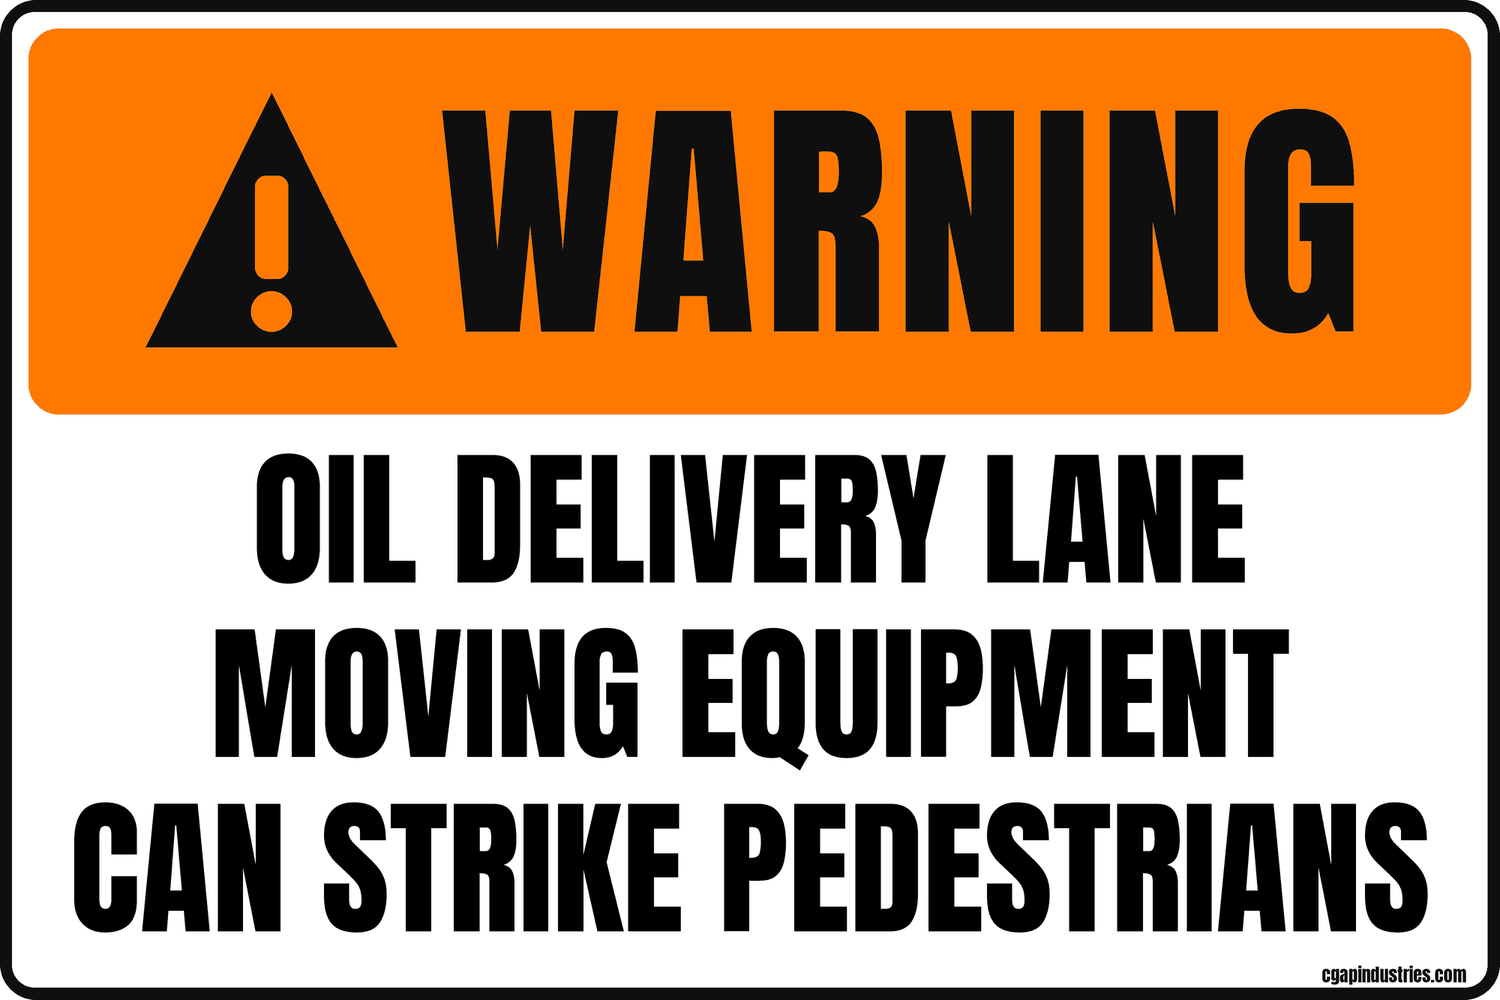 WARNING
OIL DELIVERY LANE
MOVING EQUIPMENT
CAN STRIKE PEDESTRIANS
cgapindustries.com